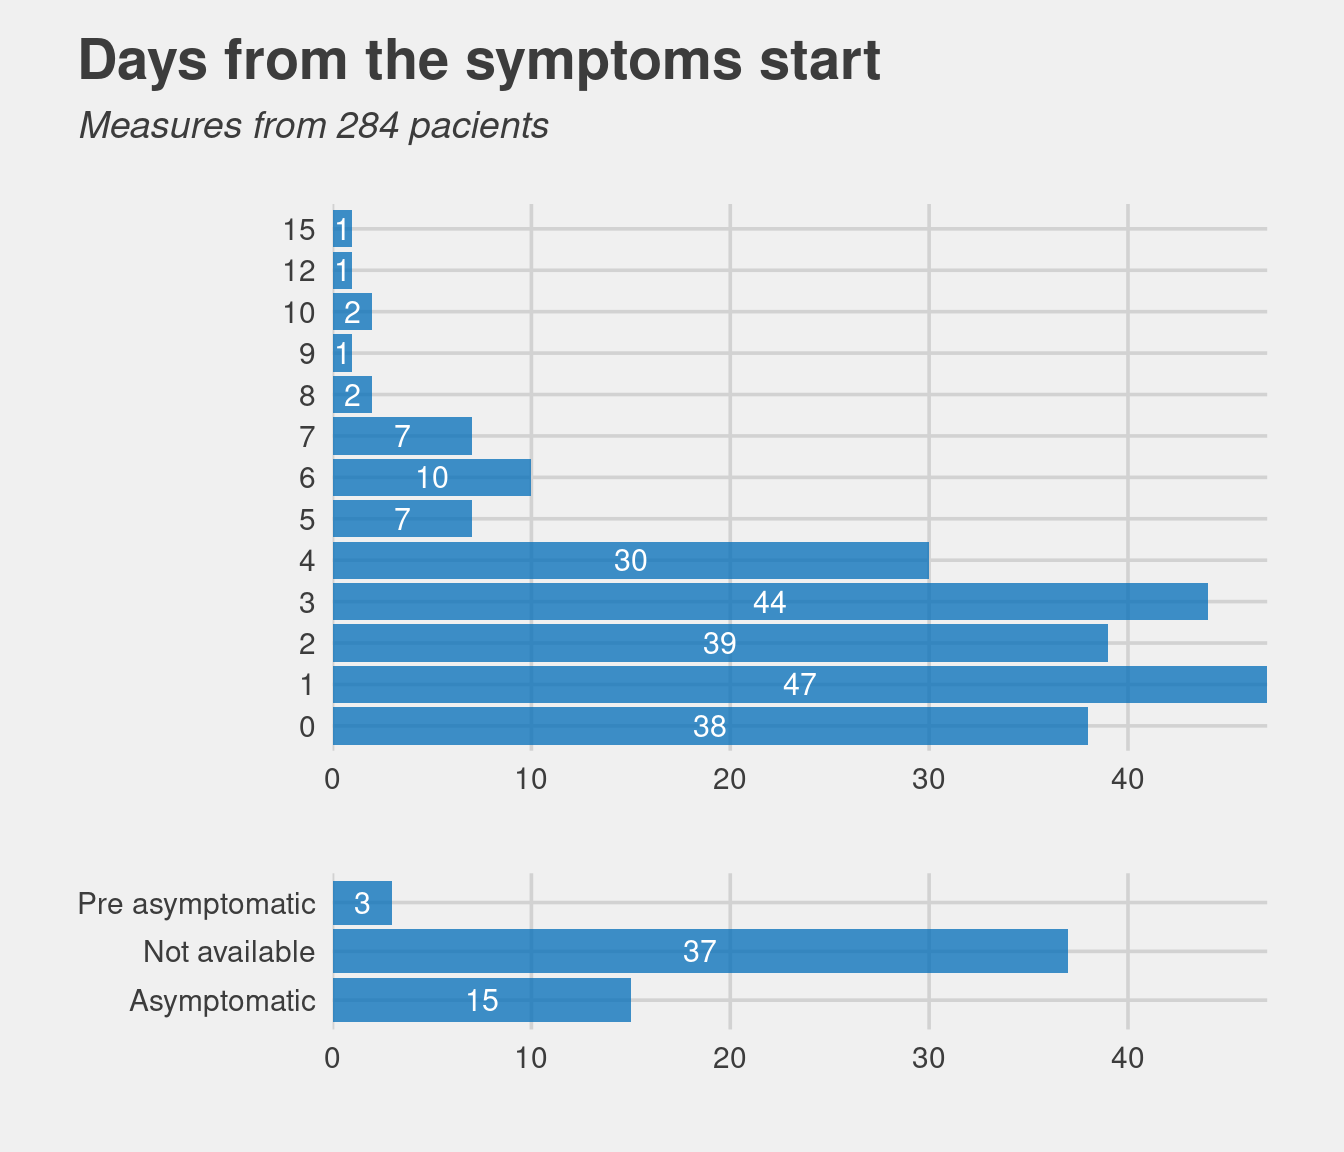 Days from the symptoms start
Measures from 284 pacients
15 1
12 1
10 2
9 1
8 2
7 7
6 10
5 7
4 30
3 44
2 39
1 47
0 38
0 10 20 30 40
Pre asymptomatic 3
Not available 37
Asymptomatic 15
0 10 20 30 40